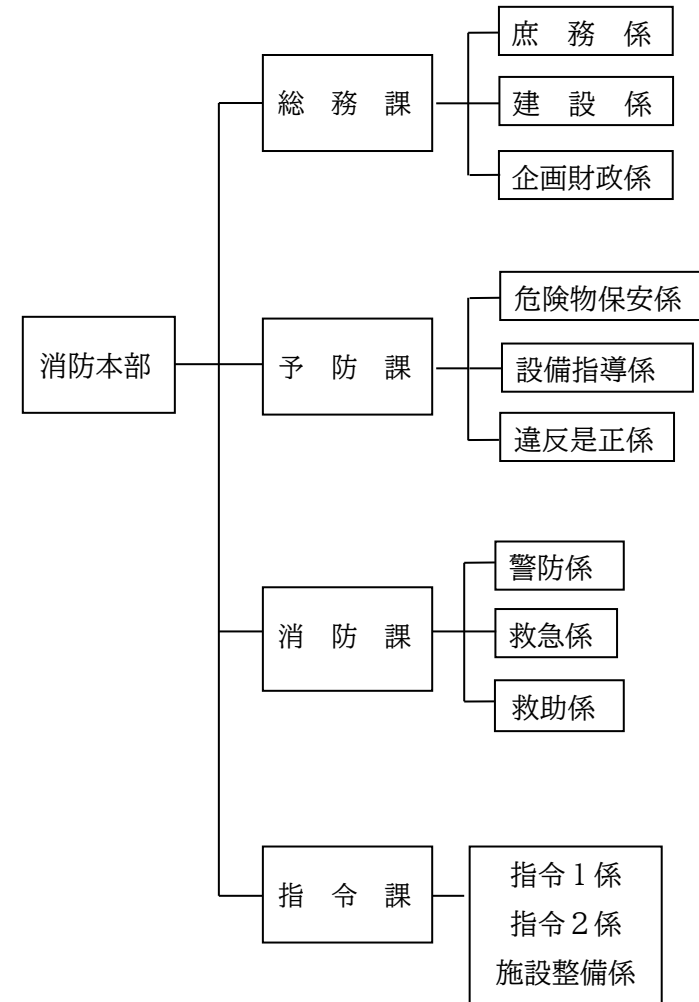 消防本部
総　務　課
庶　務　係
建　設　係
企画財政係
予　防　課
危険物保安係
設備指導係
違反是正係
消　防　課
警防係
救急係
救助係
指　令　課
指令１係
指令２係
施設整備係